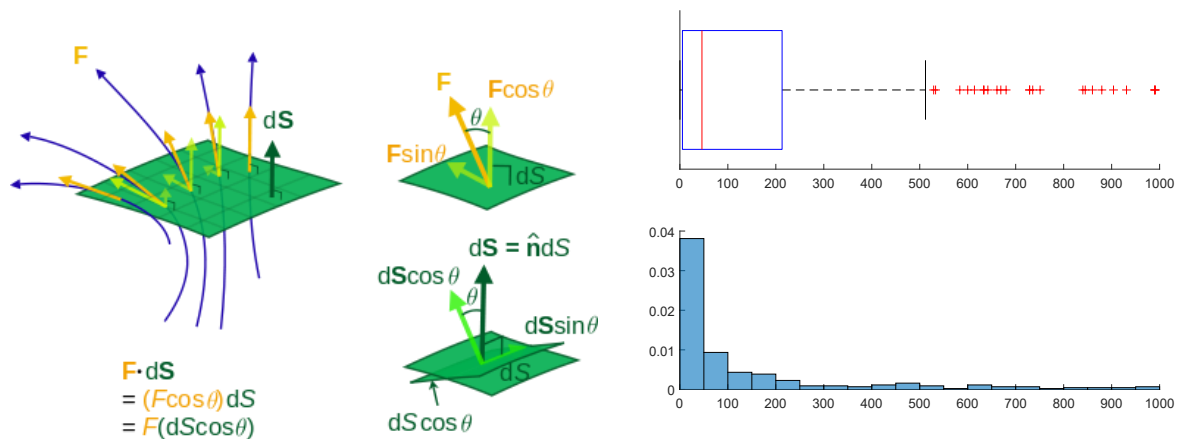 F
dS
F·dS
= (Fcosθ)dS
= F(dScosθ)
F
Fcosθ
θ
Fsinθ
dS
dS = n̂dS
dScosθ
θ
dSsinθ
dS
dScosθ
0 100 200 300 400 500 600 700 800 900 1000
0.04
0.03
0.02
0.01
0
0 100 200 300 400 500 600 700 800 900 1000